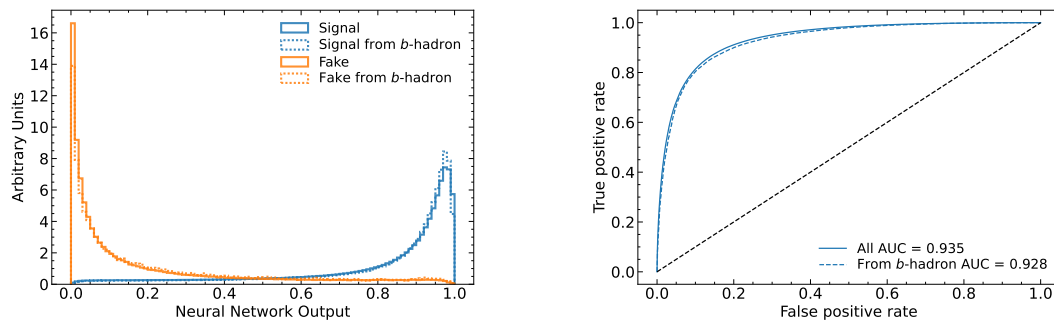 Arbitrary Units
16
14
12
10
8
6
4
2
0
Signal
Signal from b-hadron
Fake
Fake from b-hadron
0.0 0.2 0.4 0.6 0.8 1.0
Neural Network Output
True positive rate
1.0
0.8
0.6
0.4
0.2
0.0
All AUC = 0.935
From b-hadron AUC = 0.928
0.0 0.2 0.4 0.6 0.8 1.0
False positive rate